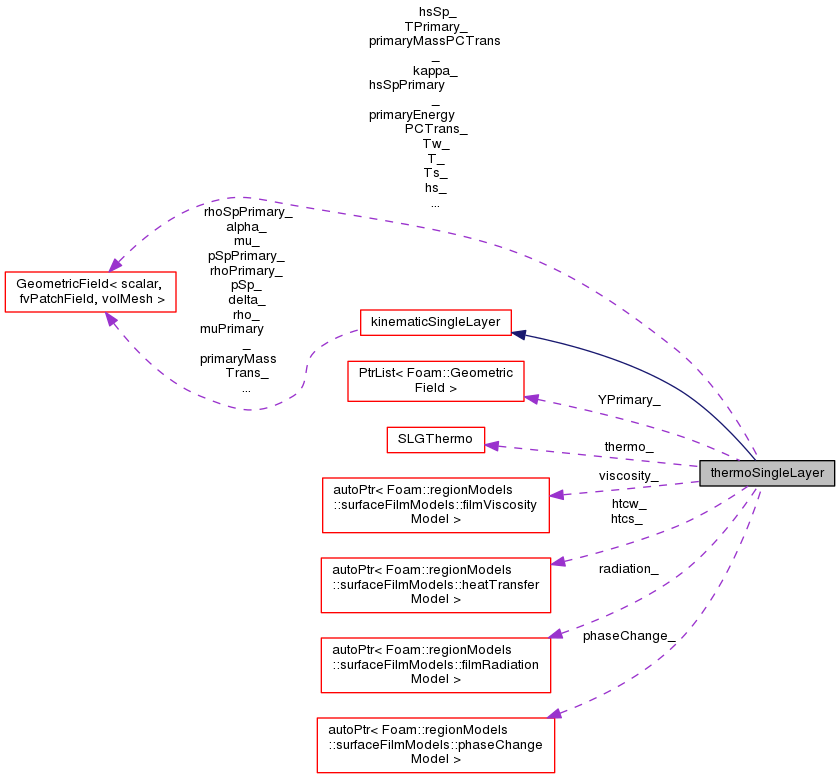 hsSp_
TPrimary_
primaryMassPCTrans
_
kappa_
hsSpPrimary
_
primaryEnergy
PCTrans_
Tw_
T_
Ts_
hs_
...
rhoSpPrimary_
alpha_
mu_
pSpPrimary_
rhoPrimary_
pSp_
delta_
rho_
muPrimary
_
primaryMass
Trans_
...
GeometricField< scalar,
fvPatchField, volMesh >
kinematicSingleLayer
PtrList< Foam::Geometric
Field >
YPrimary_
SLGThermo
thermo_
thermoSingleLayer
viscosity_
autoPtr< Foam::regionModels
::surfaceFilmModels::filmViscosity
Model >
htcw_
htcs_
autoPtr< Foam::regionModels
::surfaceFilmModels::heatTransfer
Model >
radiation_
autoPtr< Foam::regionModels
::surfaceFilmModels::filmRadiation
Model >
phaseChange_
autoPtr< Foam::regionModels
::surfaceFilmModels::phaseChange
Model >